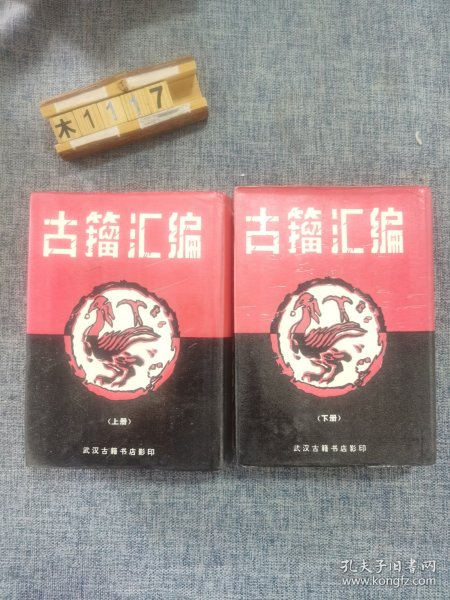 木1117
古籀汇编
（上册）
武汉古籍书店影印
古籀汇编
（下册）
武汉古籍书店影印
孔夫子旧书网
www.kongfz.com